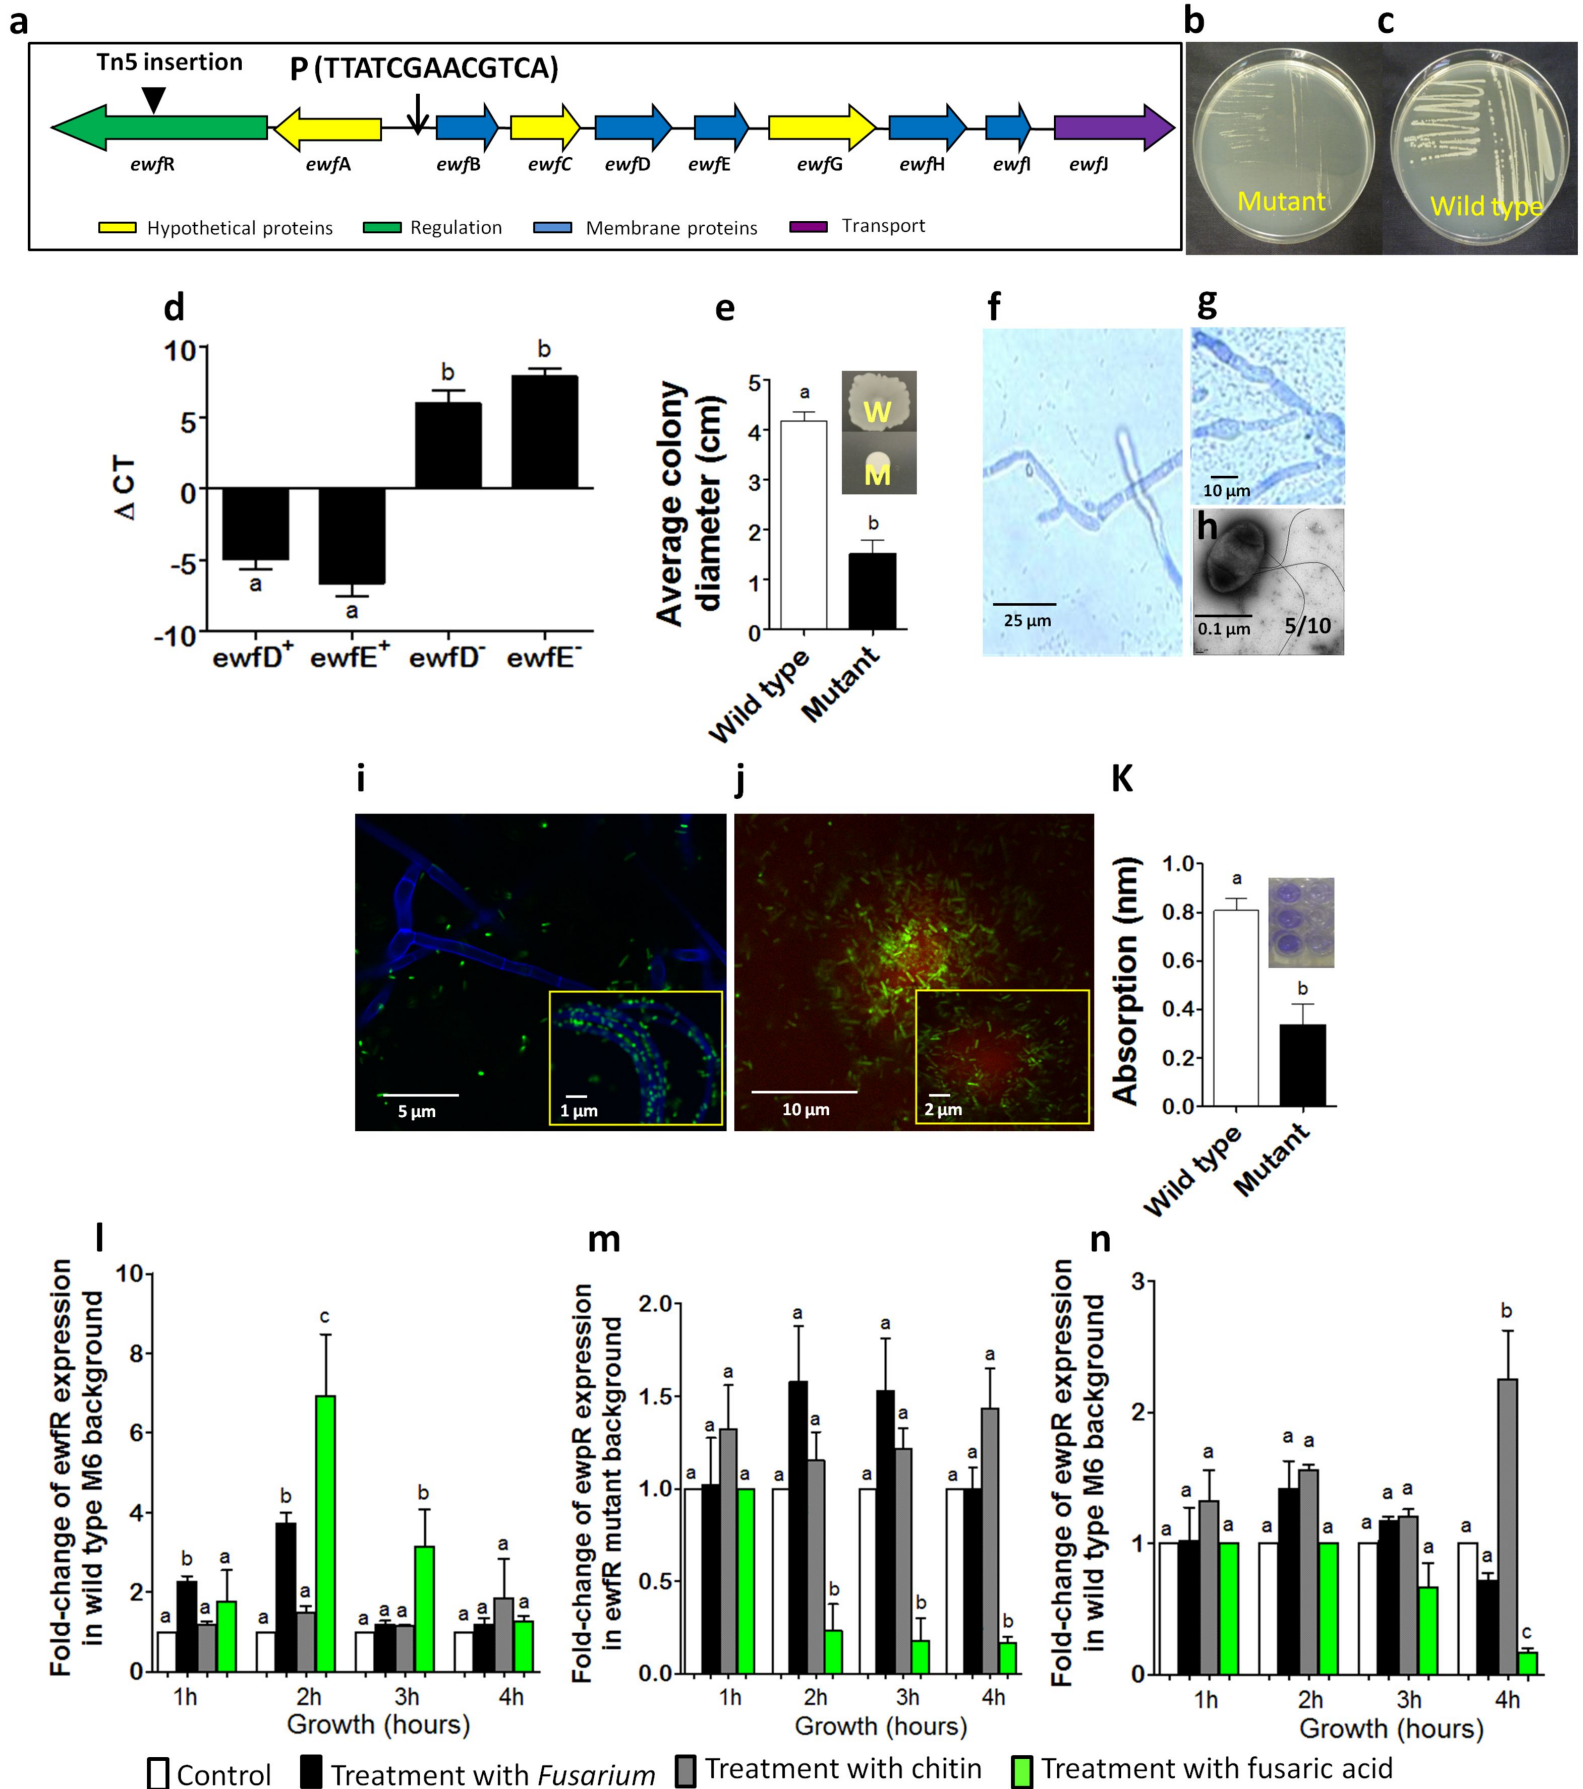 a
Tn5 insertion
P (TTATCGAACGTCA)
ewfR
ewfA
ewfB
ewfC
ewfD
ewfE
ewfG
ewfH
ewfI
ewfJ
Hypothetical proteins
Regulation
Membrane proteins
Transport
b
Mutant
c
Wild type
d
Δ CT
10
5
0
-5
-10
a
a
b
b
ewfD+
ewfE+
ewfD-
ewfE-
e
Average colony
diameter (cm)
5
4
3
2
1
0
a
b
W
M
Wild type
Mutant
f
25 µm
g
10 µm
h
0.1 µm
5/10
i
5 µm
1 µm
j
10 µm
2 µm
K
Absorption (nm)
1.0
0.8
0.6
0.4
0.2
0.0
a
b
Wild type
Mutant
l
Fold-change of ewfR expression
in wild type M6 background
10
8
6
4
2
0
a
b
a
a
a
b
a
c
a
a
a
b
a
a
a
a
1h
2h
3h
4h
Growth (hours)
m
Fold-change of ewpR expression
in ewfR mutant background
2.0
1.5
1.0
0.5
0.0
a
a
a
a
a
a
a
b
a
a
a
b
a
a
a
b
1h
2h
3h
4h
Growth (hours)
n
Fold-change of ewpR expression
in wild type M6 background
3
2
1
0
a
a
a
a
a
a
a
a
a
a
a
a
a
a
b
c
1h
2h
3h
4h
Growth (hours)
Control
Treatment with Fusarium
Treatment with chitin
Treatment with fusaric acid